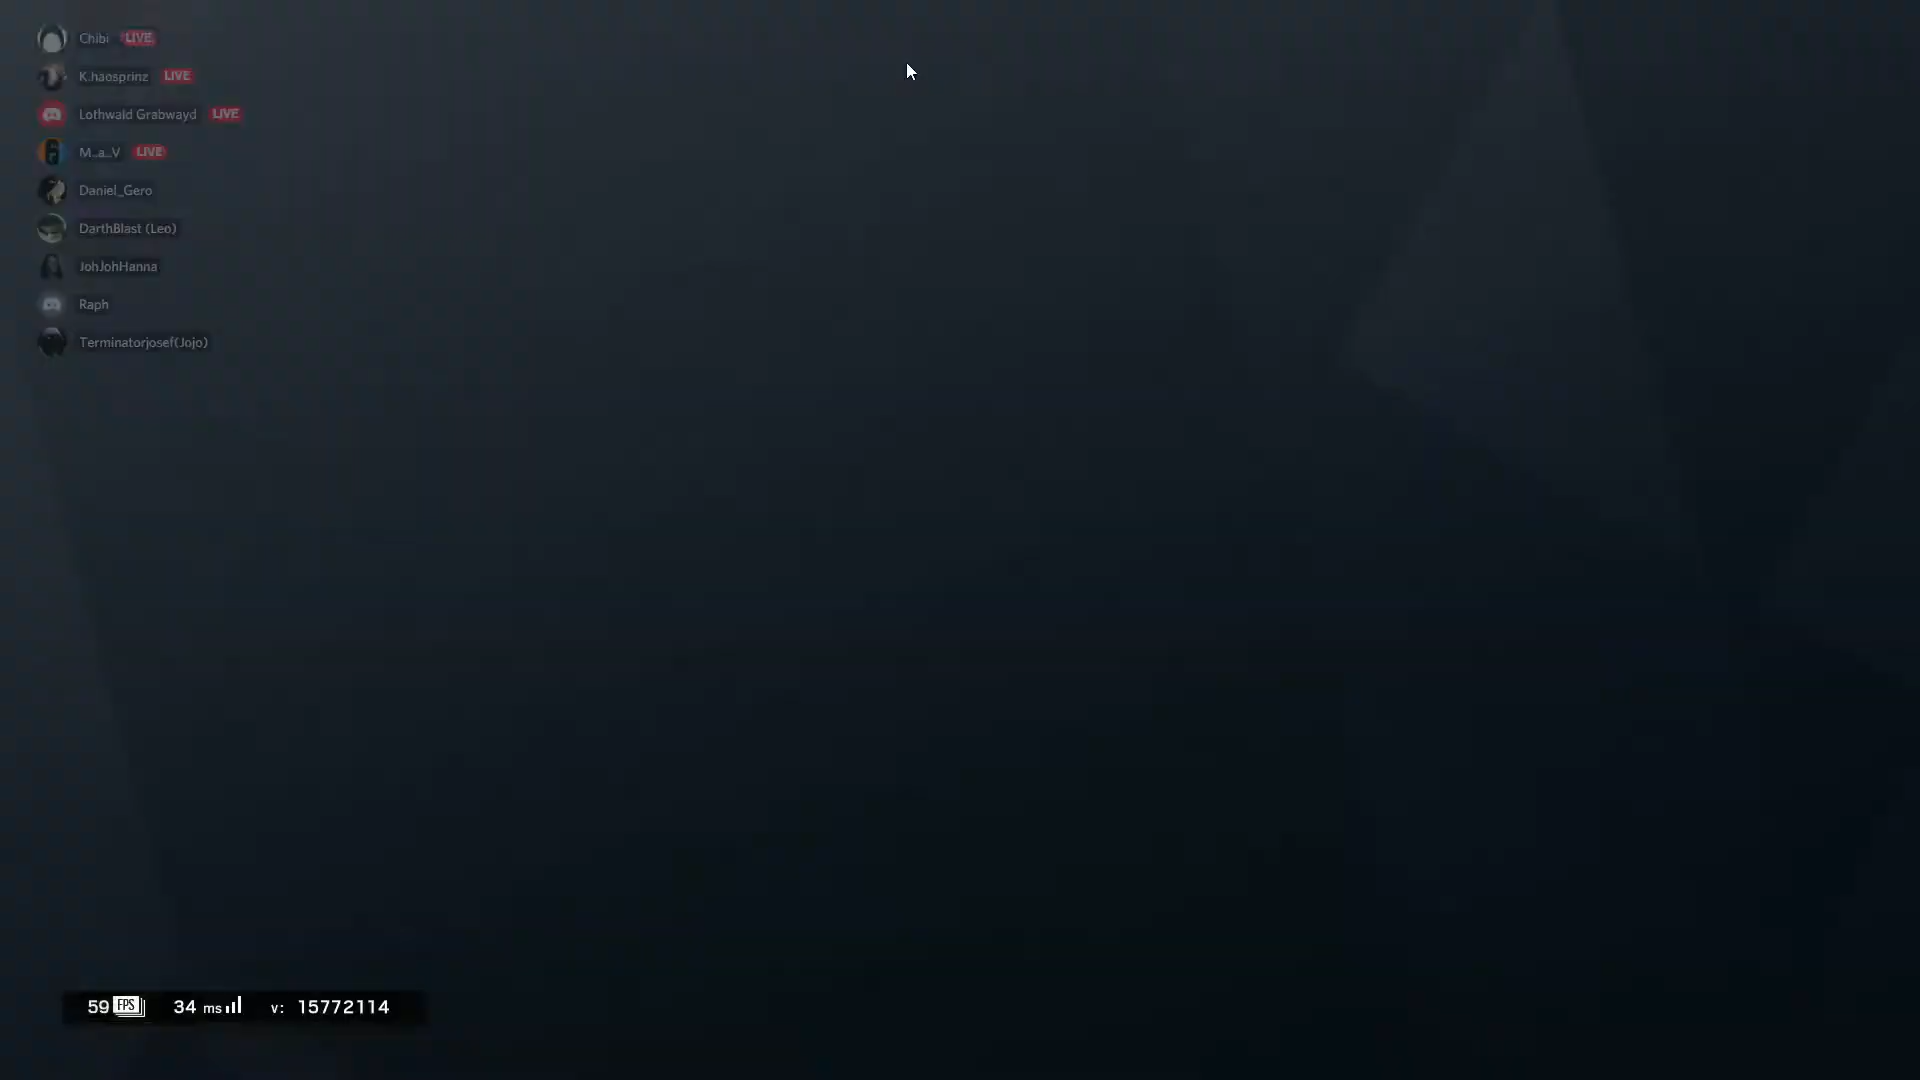 Chibi LIVE
K.haosprinz LIVE
Lothwald Grabwayd LIVE
M..a..V LIVE
Daniel_Gero
DarthBlast (Leo)
JohJohHanna
Raph
Terminatorjosef(Jojo)
59 FPS 34 ms v: 15772114